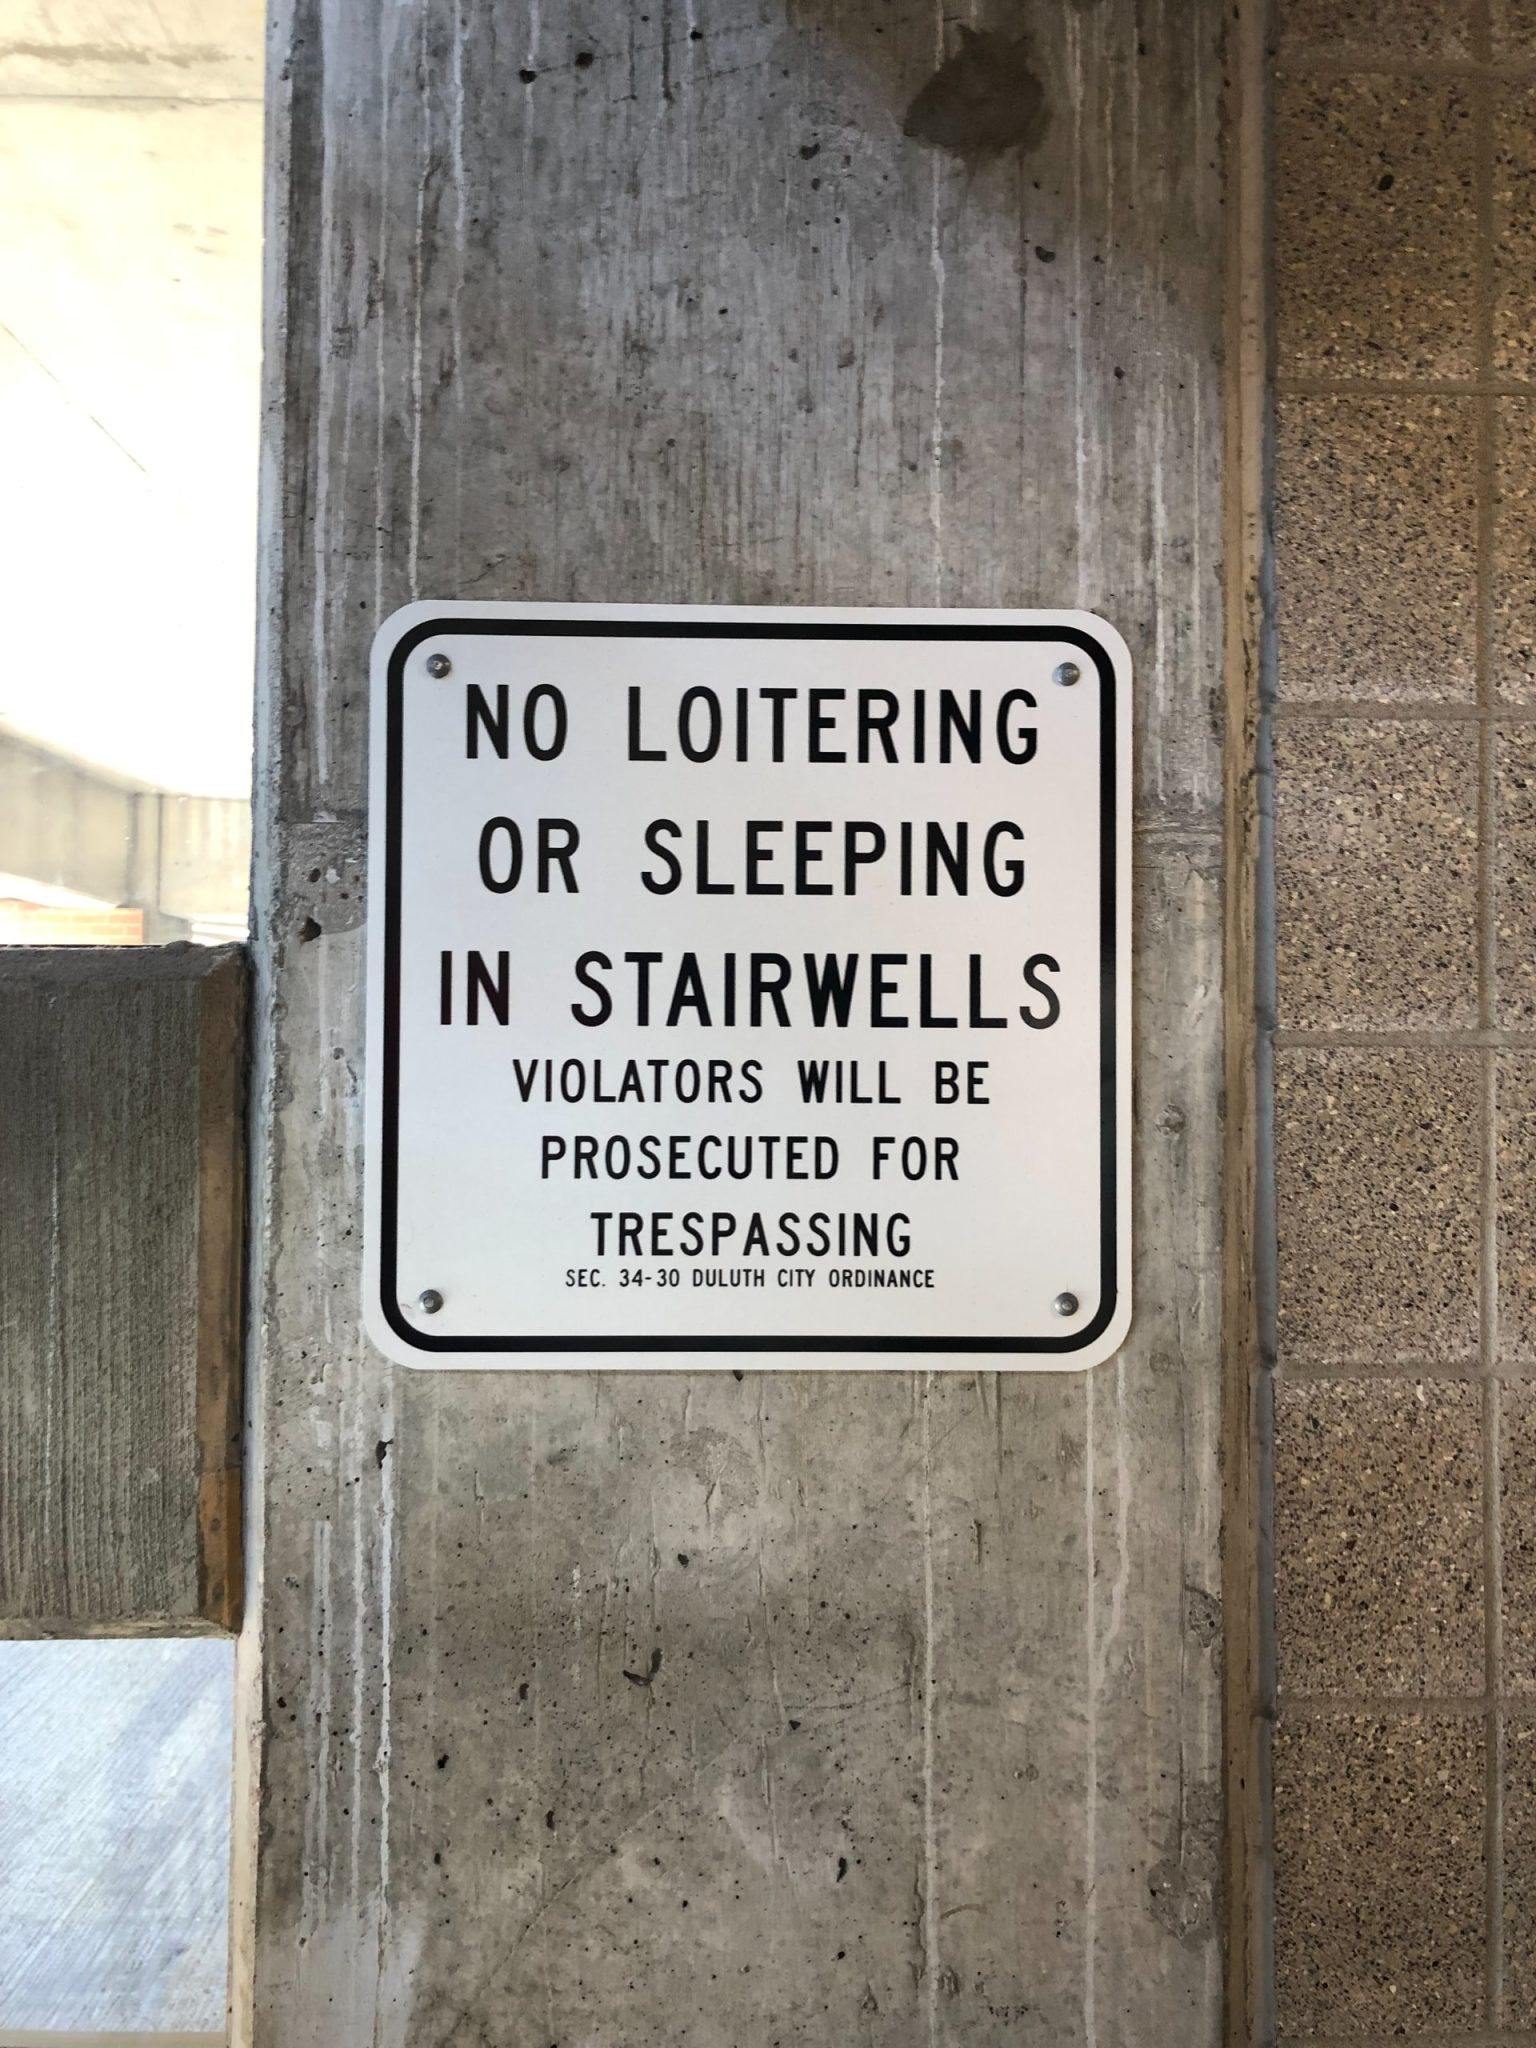 NO LOITERING
OR SLEEPING
IN STAIRWELLS
VIOLATORS WILL BE
PROSECUTED FOR
TRESPASSING
SEC. 34-30 DULUTH CITY ORDINANCE